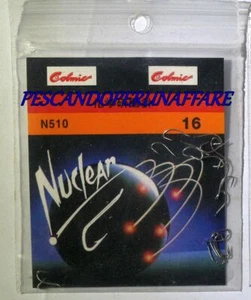 Colmic Colmic
PESCANDOPERUNAFFARE
N510 16
Nuclear